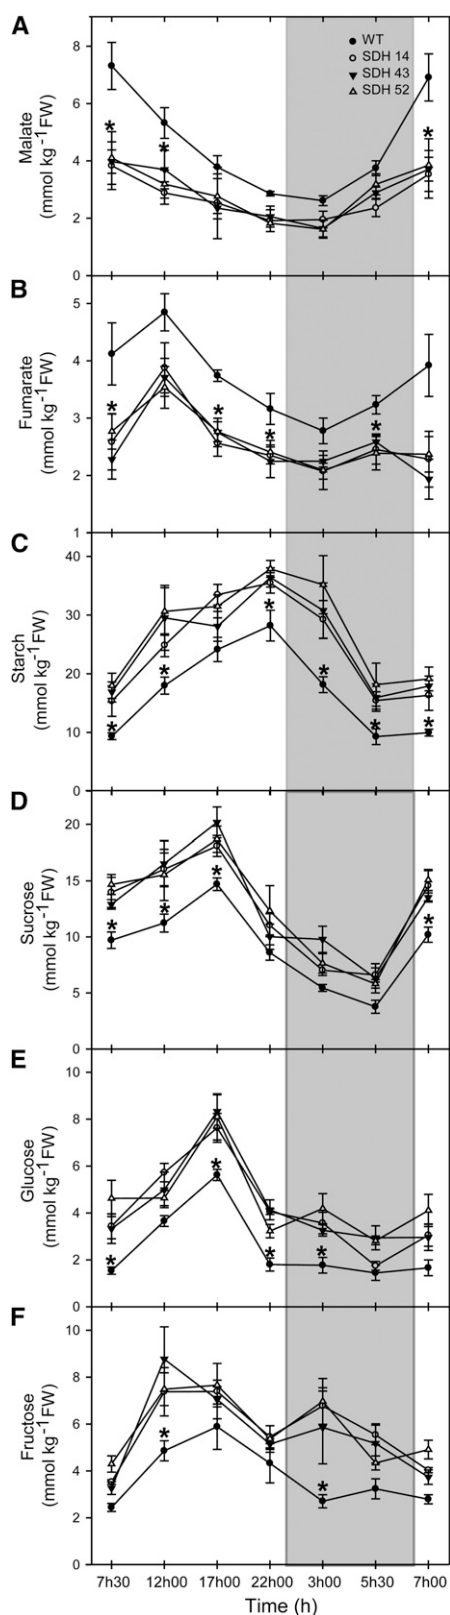 A
Malate
(mmol kg⁻¹FW)
8
6
4
2
0
WT
SDH 14
SDH 43
SDH 52
*
*
*
B
Fumarate
(mmol kg⁻¹FW)
5
4
3
2
1
*
*
*
*
C
Starch
(mmol kg⁻¹FW)
40
30
20
10
0
*
*
*
*
*
*
D
Sucrose
(mmol kg⁻¹FW)
20
15
10
5
0
*
*
*
*
E
Glucose
(mmol kg⁻¹FW)
10
8
6
4
2
0
*
*
*
*
F
Fructose
(mmol kg⁻¹FW)
10
8
6
4
2
0
*
*
7h30 12h00 17h00 22h00 3h00 5h30 7h00
Time (h)